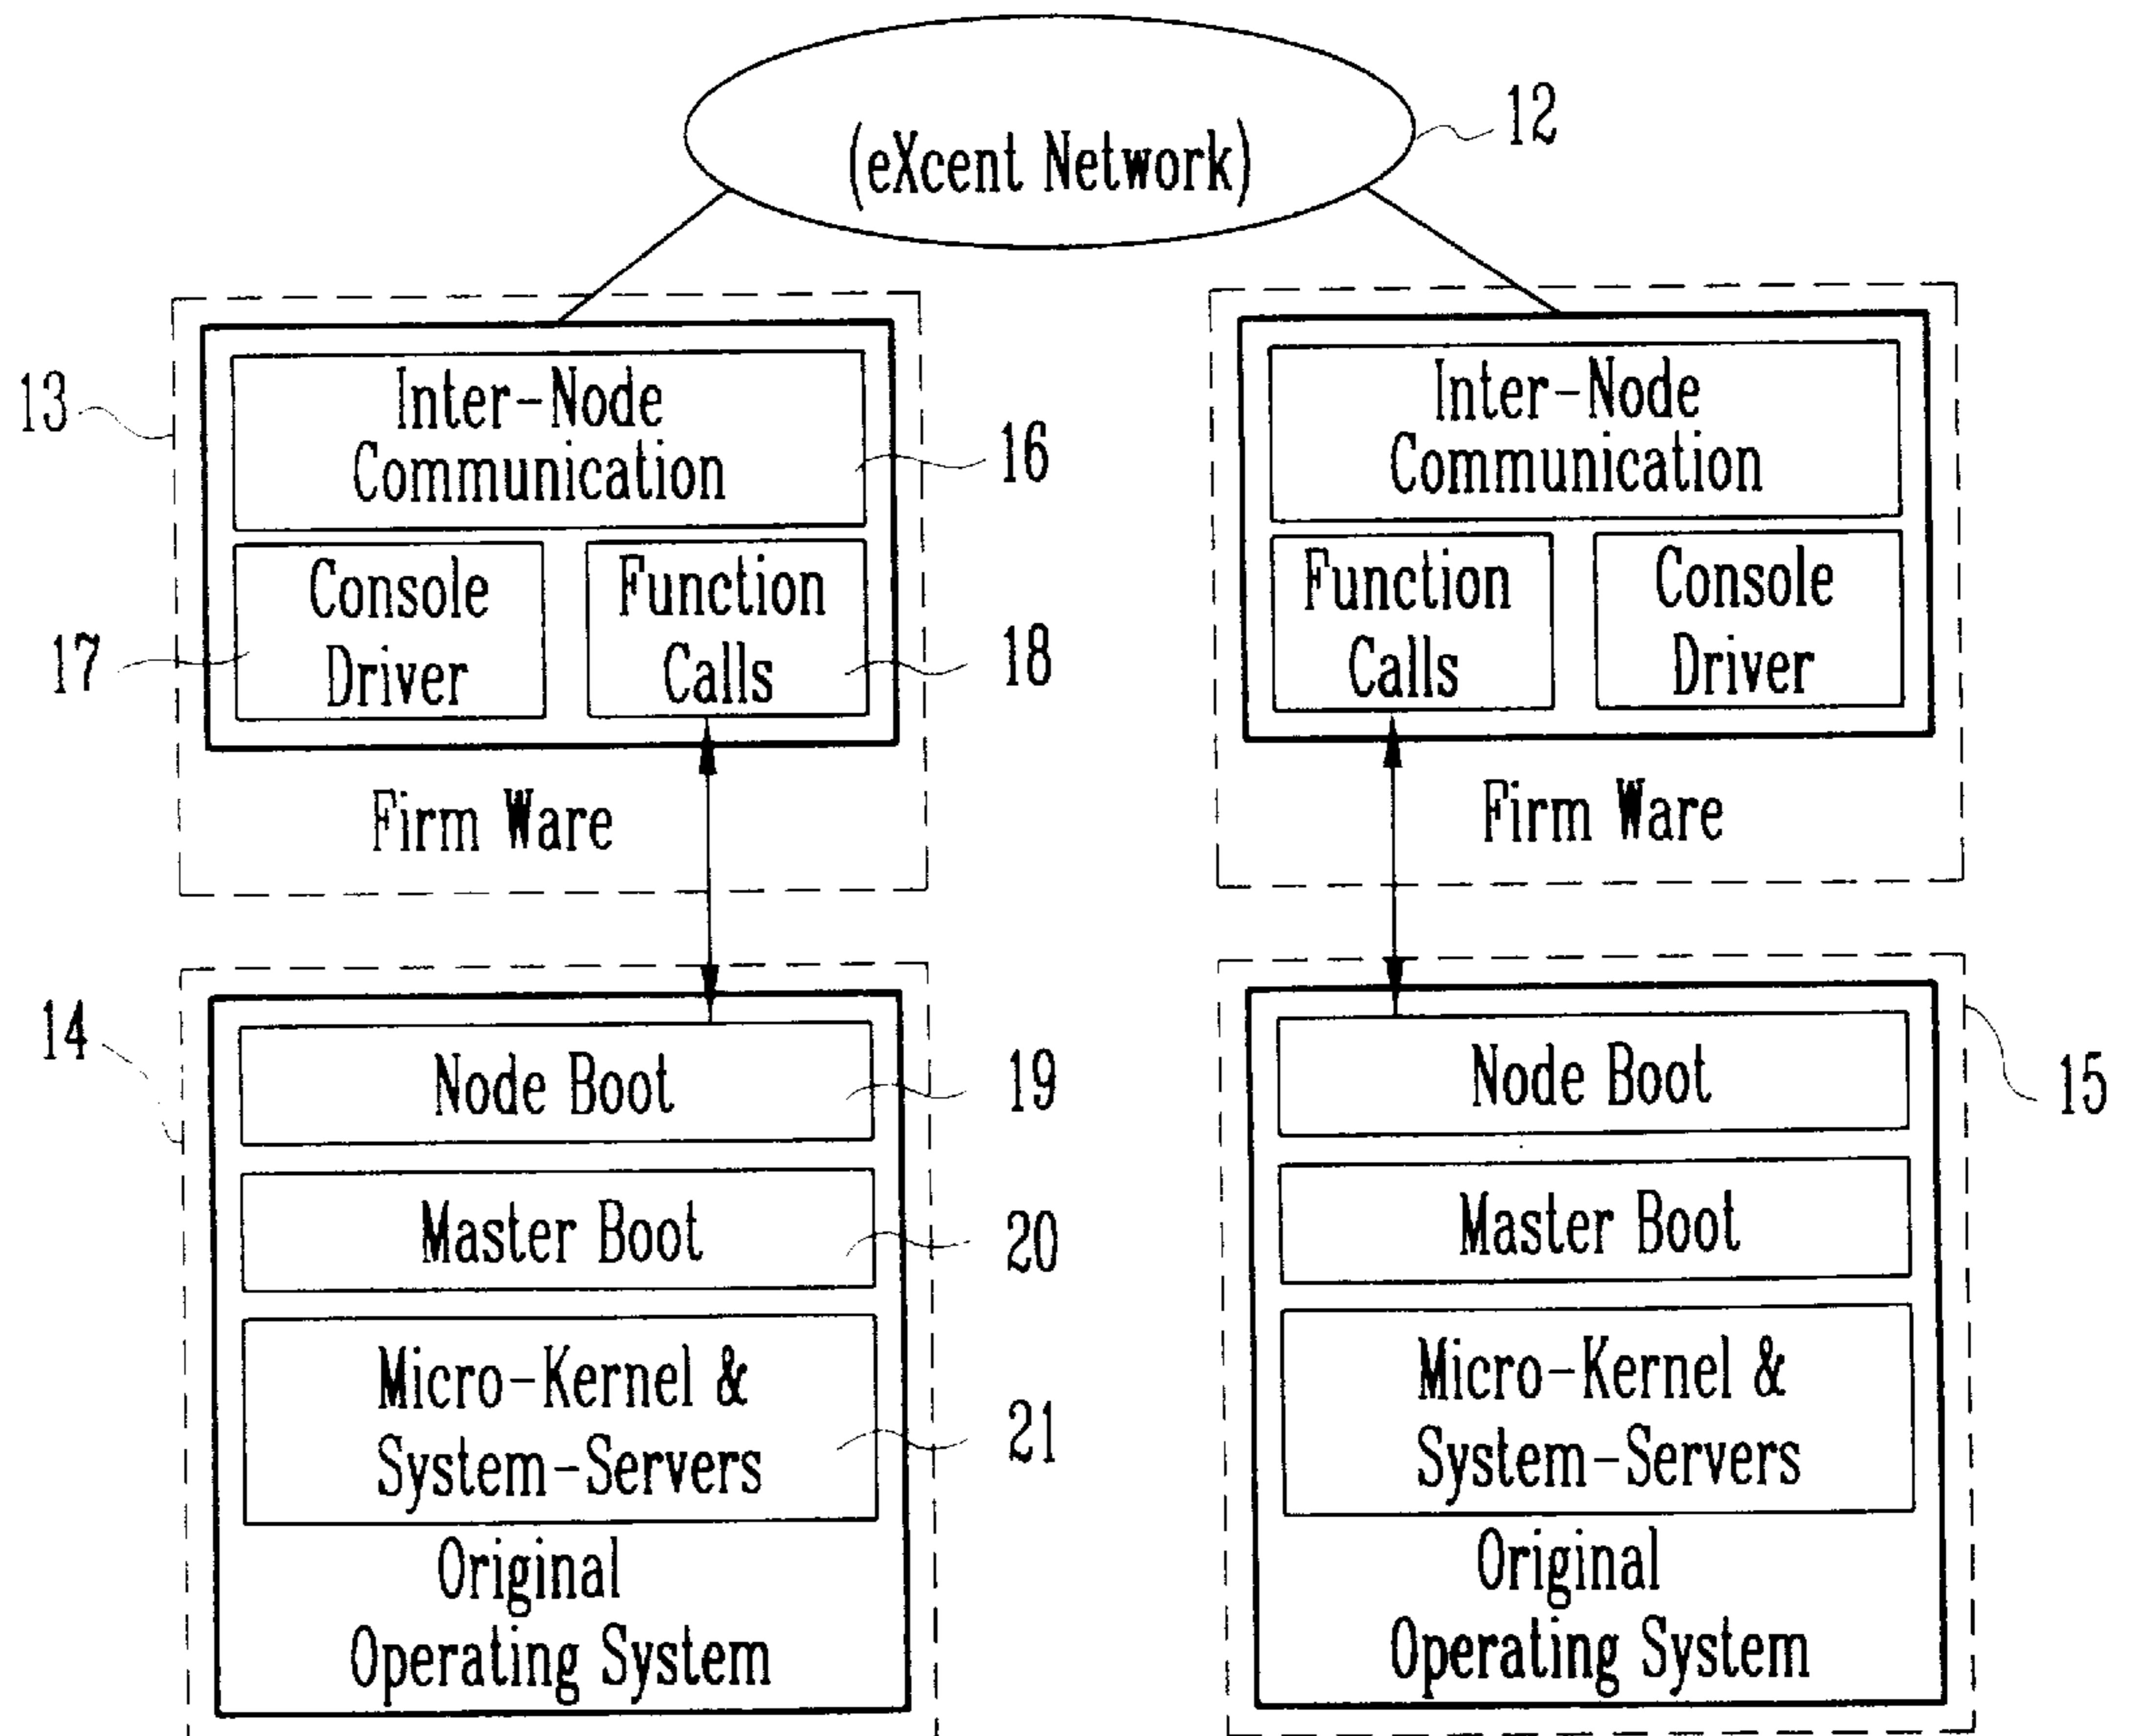 (eXcent Network)
12
13
Inter-Node
Communication
16
Console
Driver
17
Function
Calls
18
Firm Ware
Inter-Node
Communication
Function
Calls
Console
Driver
Firm Ware
14
Node Boot
19
Master Boot
20
Micro-Kernel &
System-Servers
21
Original
Operating System
Node Boot
15
Master Boot
Micro-Kernel &
System-Servers
Original
Operating System